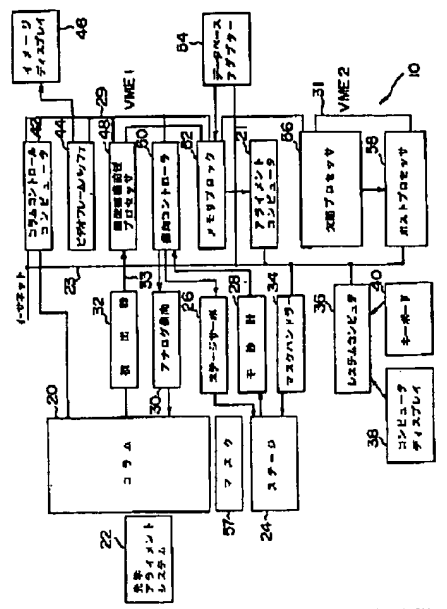 イメージ
ディスプレイ
46
コラムコントロール
コンピュータ
42
ビデオフレームバッファ
44
29
VME1
48
プロセッサ
偏向コントローラ
50
メモリブロック
52
データベース
アダプター
54
アライメント
コンピュータ
21
欠陥プロセッサ
56
31
VME2
ポストプロセッサ
58
10
イーサネット
23
検出器
32
33
アナログ偏向
30
ステージサーボ
26
干渉計
28
マスクハンドラー
34
システムコンピュータ
36
キーボード
40
コンピュータ
ディスプレイ
38
コラム
20
マスク
57
ステージ
24
光学
アライメント
システム
22